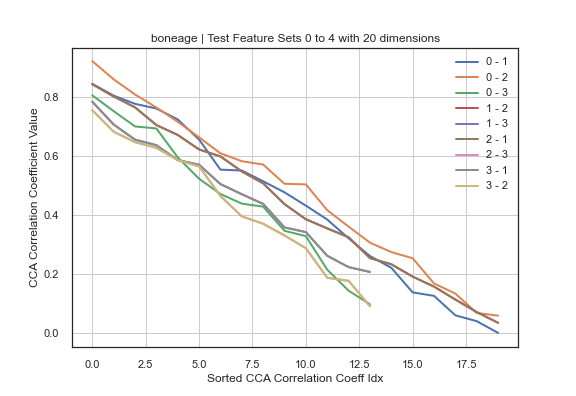 boneage | Test Feature Sets 0 to 4 with 20 dimensions
CCA Correlation Coefficient Value
0.8
0.6
0.4
0.2
0.0
0 - 1
0 - 2
0 - 3
1 - 2
1 - 3
2 - 1
2 - 3
3 - 1
3 - 2
0.0 2.5 5.0 7.5 10.0 12.5 15.0 17.5
Sorted CCA Correlation Coeff Idx